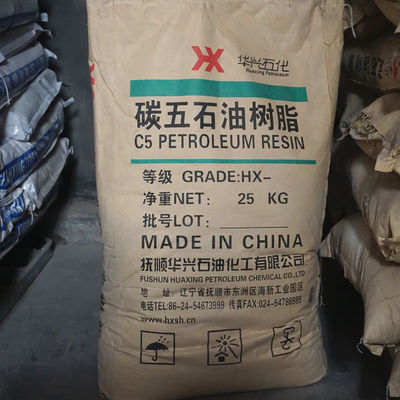 HX 华兴石化
Huaxing Petroleum
碳五石油树脂
C5 PETROLEUM RESIN
等级 GRADE:HX-
净重NET: 25 KG
批号LOT:
MADE IN CHINA
抚顺华兴石油化工有限公司
FUSHUN HUAXING PETROLEUM CHEMICAL CO.,LTD
地 址: 辽宁省抚顺市东洲区海新工业园区
电话TEL:86-24-54673999 传真FAX:024-54786989
www.hxsh.cn